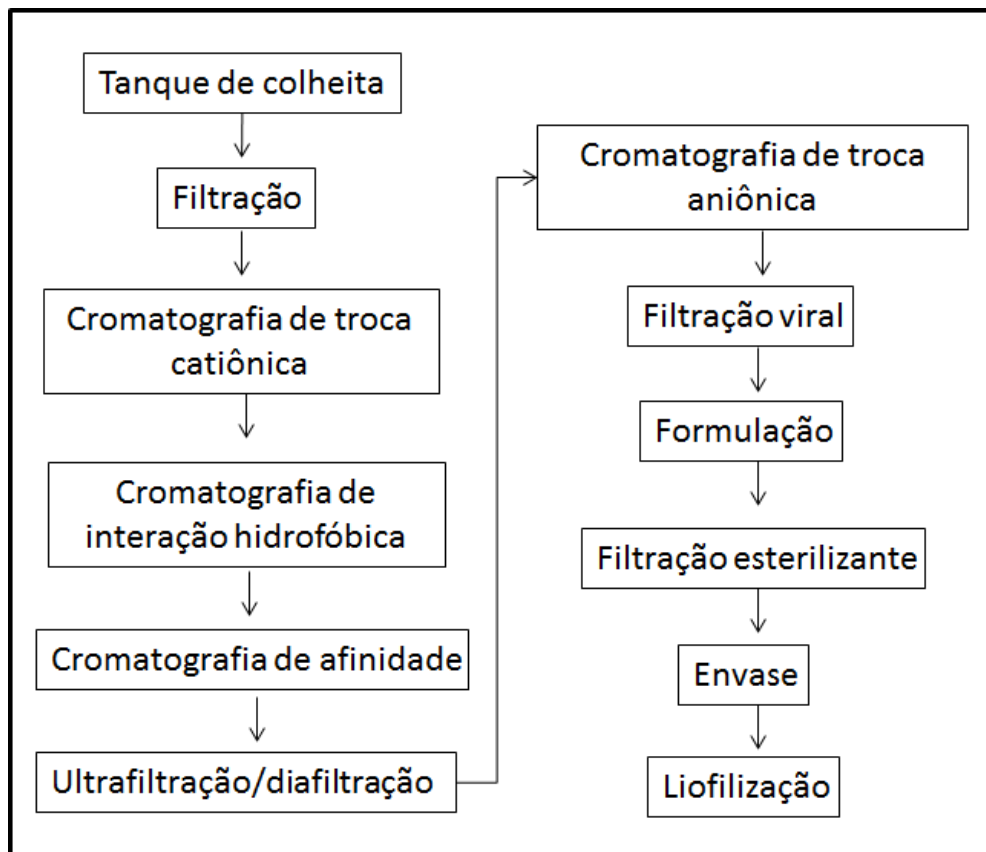 Tanque de colheita
Filtração
Cromatografia de troca
catiônica
Cromatografia de
interação hidrofóbica
Cromatografia de afinidade
Ultrafiltração/diafiltração
Cromatografia de troca
aniônica
Filtração viral
Formulação
Filtração esterilizante
Envase
Liofilização